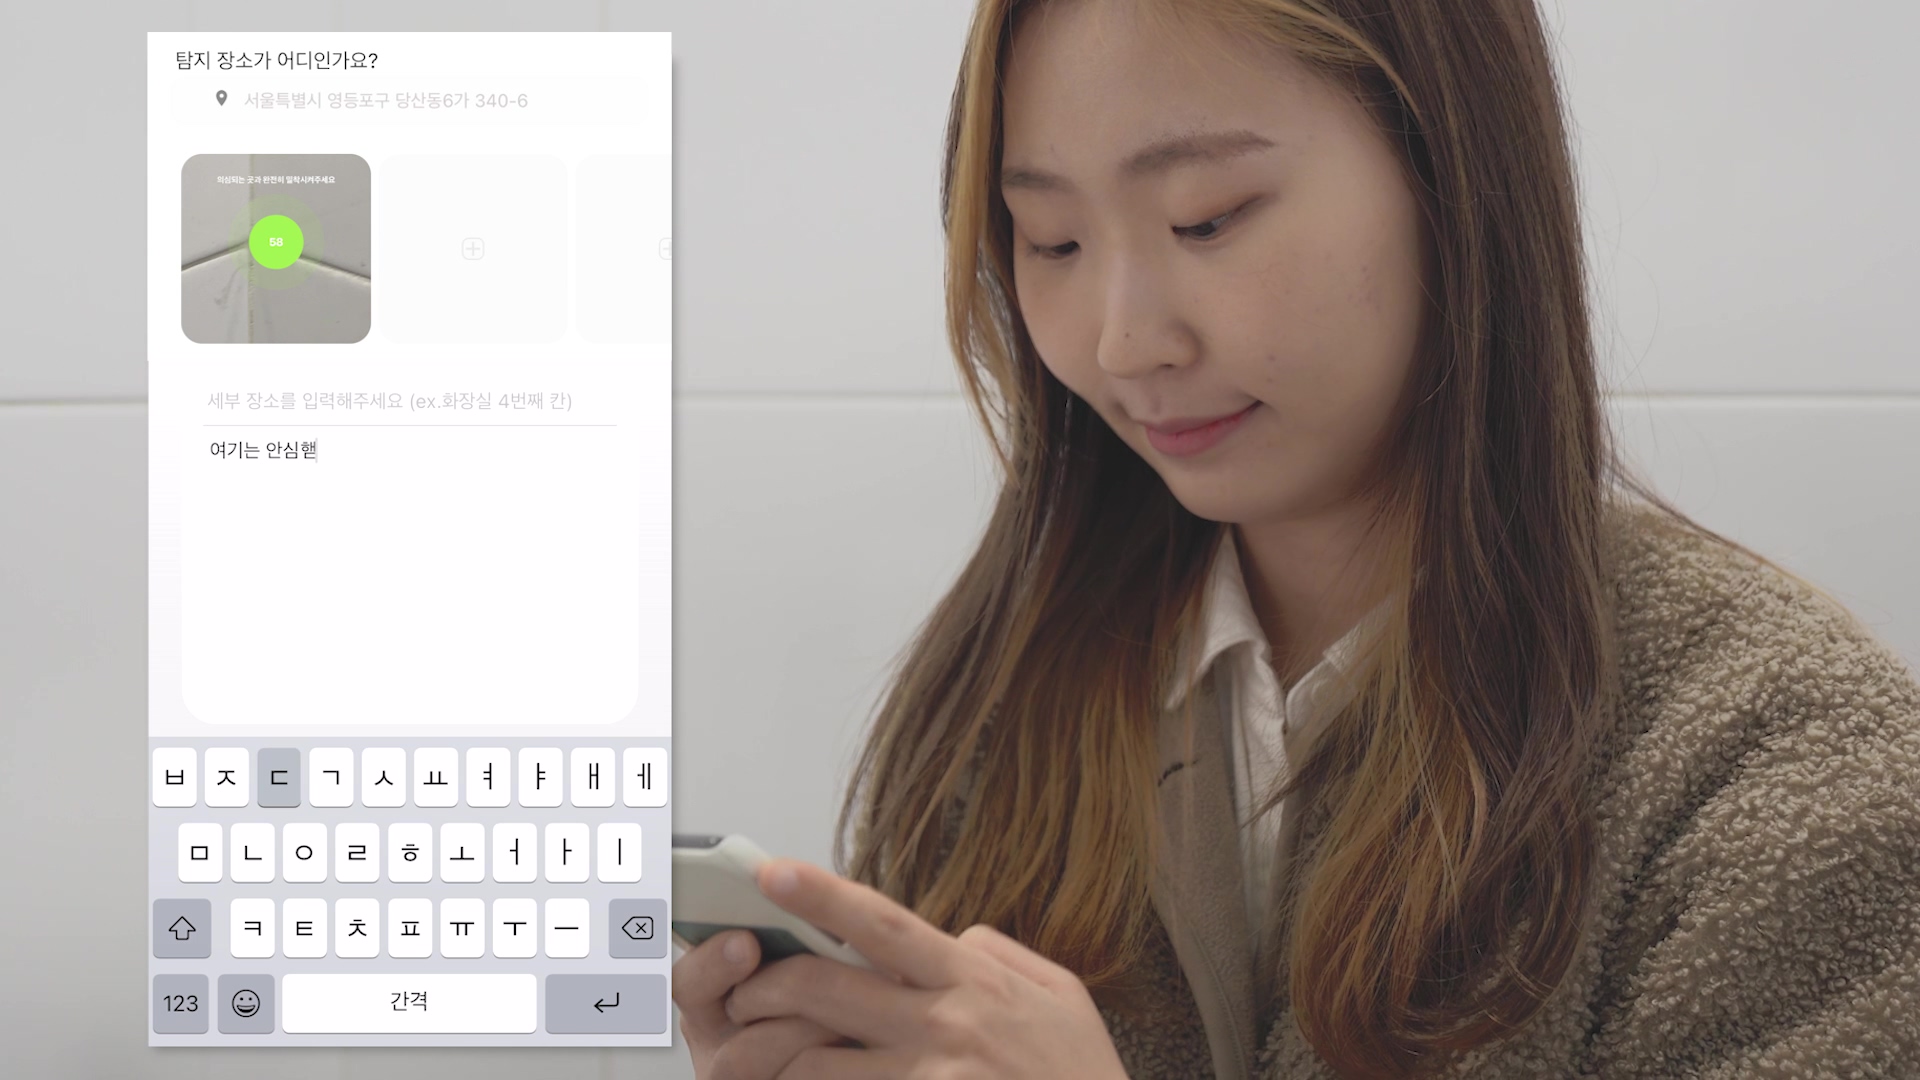 탐지 장소가 어디인가요?
서울특별시 영등포구 당산동6가 340-6
의심되는 곳과 완전히 밀착시켜주세요
58
세부 장소를 입력해주세요 (ex.화장실 4번째 칸)
여기는 안심핻
ㅂ ㅈ ㄷ ㄱ ㅅ ㅛ ㅕ ㅑ ㅐ ㅔ
ㅁ ㄴ ㅇ ㄹ ㅎ ㅗ ㅓ ㅏ ㅣ
ㅋ ㅌ ㅊ ㅍ ㅠ ㅜ ㅡ
123 간격